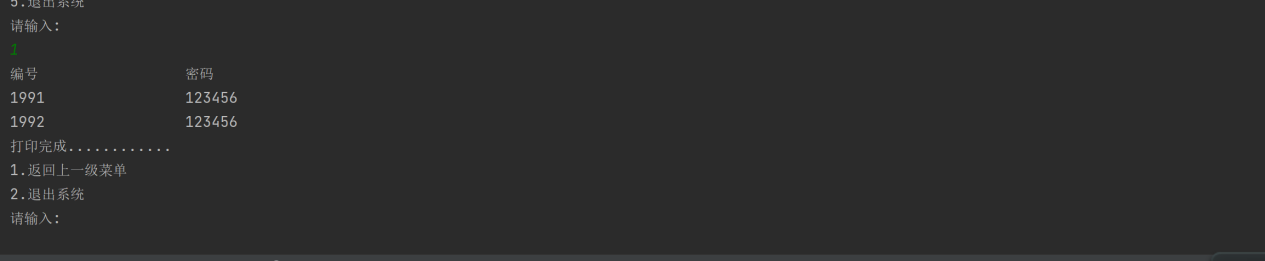 5.退出系统
请输入:
1
编号 密码
1991 123456
1992 123456
打印完成............
1.返回上一级菜单
2.退出系统
请输入: